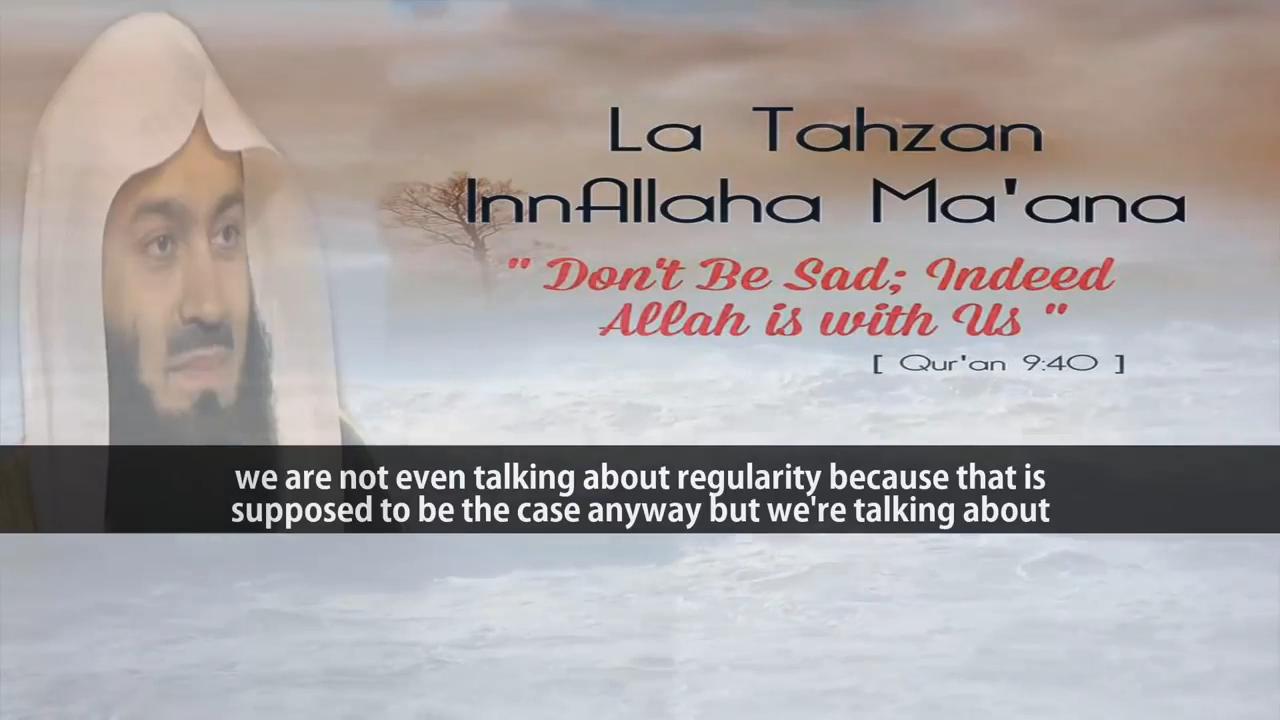 La Tahzan
InnAllaha Ma'ana
" Don't Be Sad; Indeed
Allah is with Us "
[ Qur'an 9:40 ]
we are not even talking about regularity because that is
supposed to be the case anyway but we're talking about